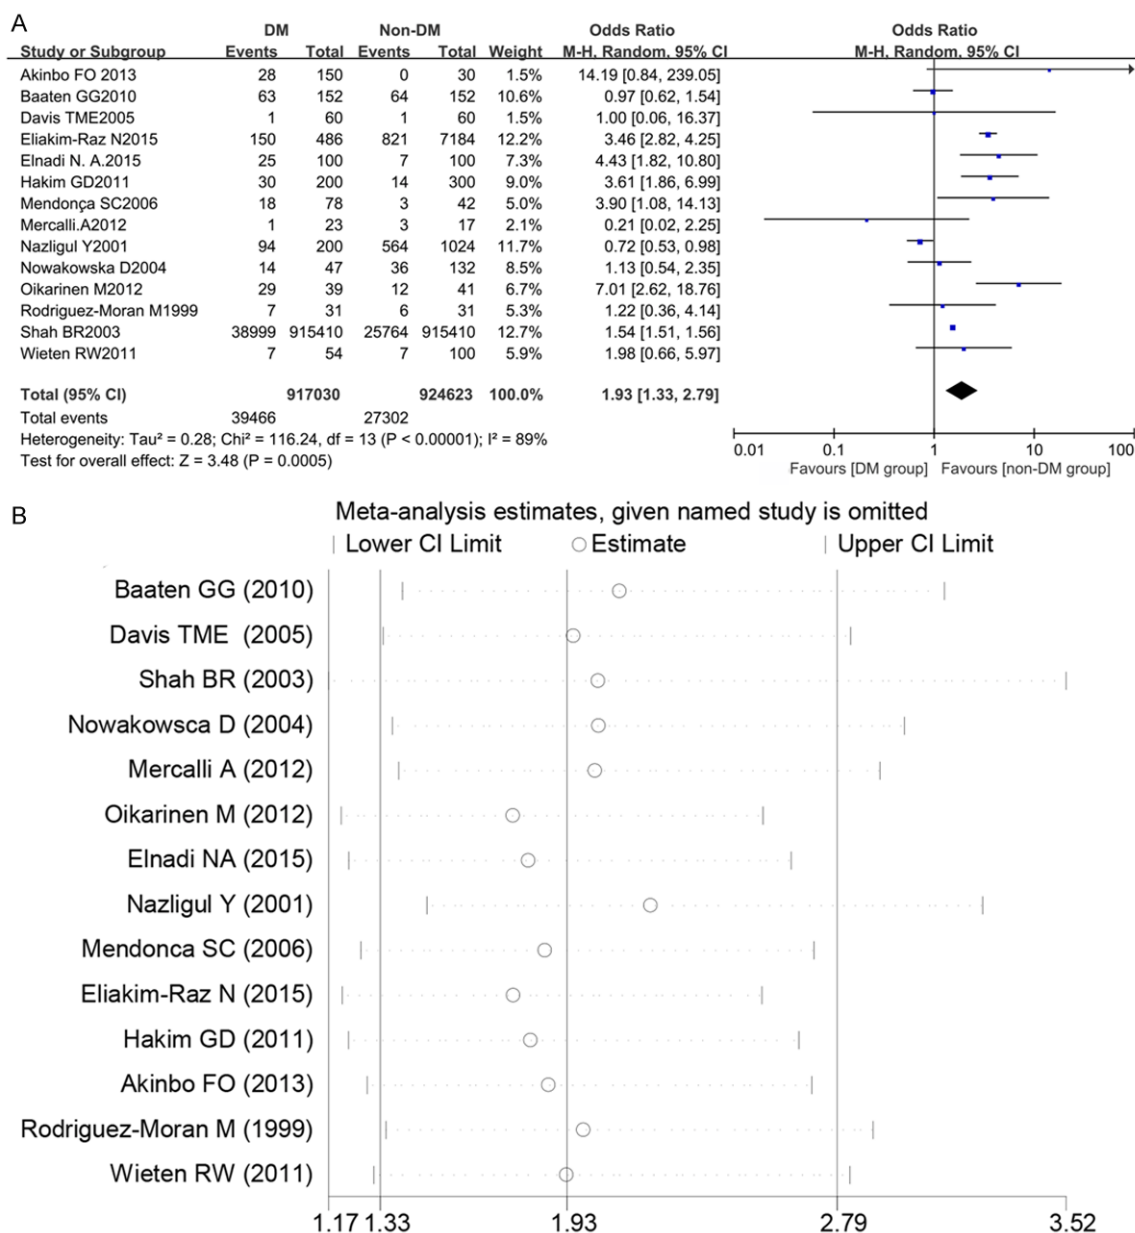 A
DM Non-DM Odds Ratio Odds Ratio
Study or Subgroup Events Total Events Total Weight M-H, Random, 95% CI M-H, Random, 95% CI
Akinbo FO 2013 28 150 0 30 1.5% 14.19 [0.84, 239.05]
Baaten GG2010 63 152 64 152 10.6% 0.97 [0.62, 1.54]
Davis TME2005 1 60 1 60 1.5% 1.00 [0.06, 16.37]
Eliakim-Raz N2015 150 486 821 7184 12.2% 3.46 [2.82, 4.25]
Elnadi N. A.2015 25 100 7 100 7.3% 4.43 [1.82, 10.80]
Hakim GD2011 30 200 14 300 9.0% 3.61 [1.86, 6.99]
Mendonça SC2006 18 78 3 42 5.0% 3.90 [1.08, 14.13]
Mercalli.A2012 1 23 3 17 2.1% 0.21 [0.02, 2.25]
Nazligul Y2001 94 200 564 1024 11.7% 0.72 [0.53, 0.98]
Nowakowska D2004 14 47 36 132 8.5% 1.13 [0.54, 2.35]
Oikarinen M2012 29 39 12 41 6.7% 7.01 [2.62, 18.76]
Rodriguez-Moran M1999 7 31 6 31 5.3% 1.22 [0.36, 4.14]
Shah BR2003 38999 915410 25764 915410 12.7% 1.54 [1.51, 1.56]
Wieten RW2011 7 54 7 100 5.9% 1.98 [0.66, 5.97]
Total (95% CI) 917030 924623 100.0% 1.93 [1.33, 2.79]
Total events 39466 27302
Heterogeneity: Tau² = 0.28; Chi² = 116.24, df = 13 (P < 0.00001); I² = 89%
Test for overall effect: Z = 3.48 (P = 0.0005)
0.01 0.1 1 10 100
Favours [DM group] Favours [non-DM group]
B
Meta-analysis estimates, given named study is omitted
Lower CI Limit Estimate Upper CI Limit
Baaten GG (2010)
Davis TME (2005)
Shah BR (2003)
Nowakowsca D (2004)
Mercalli A (2012)
Oikarinen M (2012)
Elnadi NA (2015)
Nazligul Y (2001)
Mendonca SC (2006)
Eliakim-Raz N (2015)
Hakim GD (2011)
Akinbo FO (2013)
Rodriguez-Moran M (1999)
Wieten RW (2011)
1.17 1.33 1.93 2.79 3.52